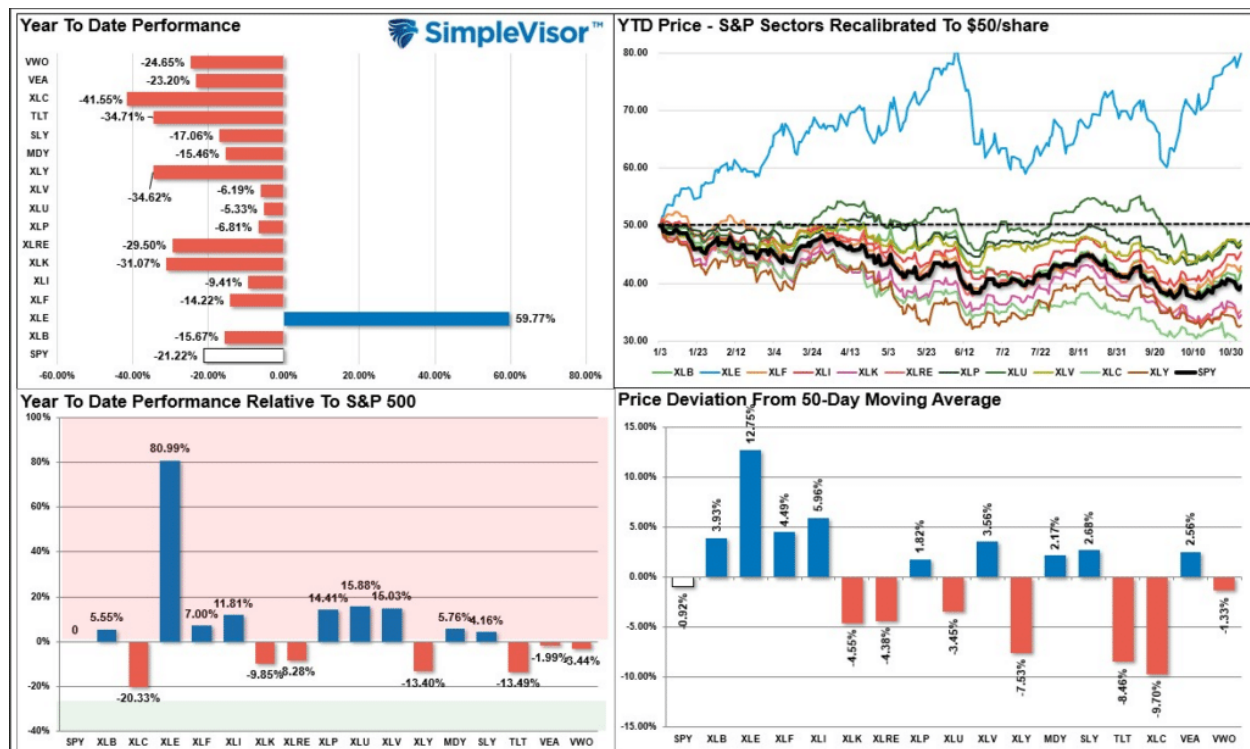 Year To Date Performance
SimpleVisor™
VWO
-24.65%
VEA
-23.20%
XLC
-41.55%
TLT
-34.71%
SLY
-17.06%
MDY
-15.46%
XLY
-34.62%
XLV
-6.19%
XLU
-5.33%
XLP
-6.81%
XLRE
-29.50%
XLK
-31.07%
XLI
-9.41%
XLF
-14.22%
XLE
59.77%
XLB
-15.67%
SPY
-21.22%
-60.00% -40.00% -20.00% 0.00% 20.00% 40.00% 60.00% 80.00%
YTD Price - S&P Sectors Recalibrated To $50/share
80.00
70.00
60.00
50.00
40.00
30.00
1/3 1/23 2/12 3/4 3/24 4/13 5/3 5/23 6/12 7/2 7/22 8/11 8/31 9/20 10/10 10/30
XLB XLE XLF XLI XLK XLRE XLP XLU XLV XLC XLY SPY
Year To Date Performance Relative To S&P 500
100%
80%
60%
40%
20%
0%
-20%
-40%
0
5.55%
-20.33%
80.99%
7.00%
11.81%
-9.85%
-8.28%
14.41%
15.88%
15.03%
-13.40%
5.76%
4.16%
-13.49%
-1.99%
-3.44%
SPY XLB XLC XLE XLF XLI XLK XLRE XLP XLU XLV XLY MDY SLY TLT VEA VWO
Price Deviation From 50-Day Moving Average
15.00%
10.00%
5.00%
0.00%
-5.00%
-10.00%
-15.00%
-0.92%
3.93%
12.75%
4.49%
5.96%
-4.55%
-4.38%
1.82%
-3.45%
3.56%
-7.53%
2.17%
2.68%
-8.46%
-9.70%
2.56%
-1.33%
SPY XLB XLE XLF XLI XLK XLRE XLP XLU XLV XLY MDY SLY TLT XLC VEA VWO